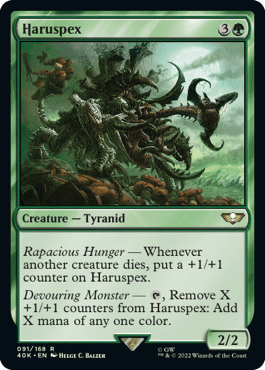 Haruspex 3
Creature — Tyranid
Rapacious Hunger — Whenever
another creature dies, put a +1/+1
counter on Haruspex.
Devouring Monster — , Remove X
+1/+1 counters from Haruspex: Add
X mana of any one color.
2/2
091/168 R
40K • EN HELGE C. BALZER
© GW
™ & © 2022 Wizards of the Coast